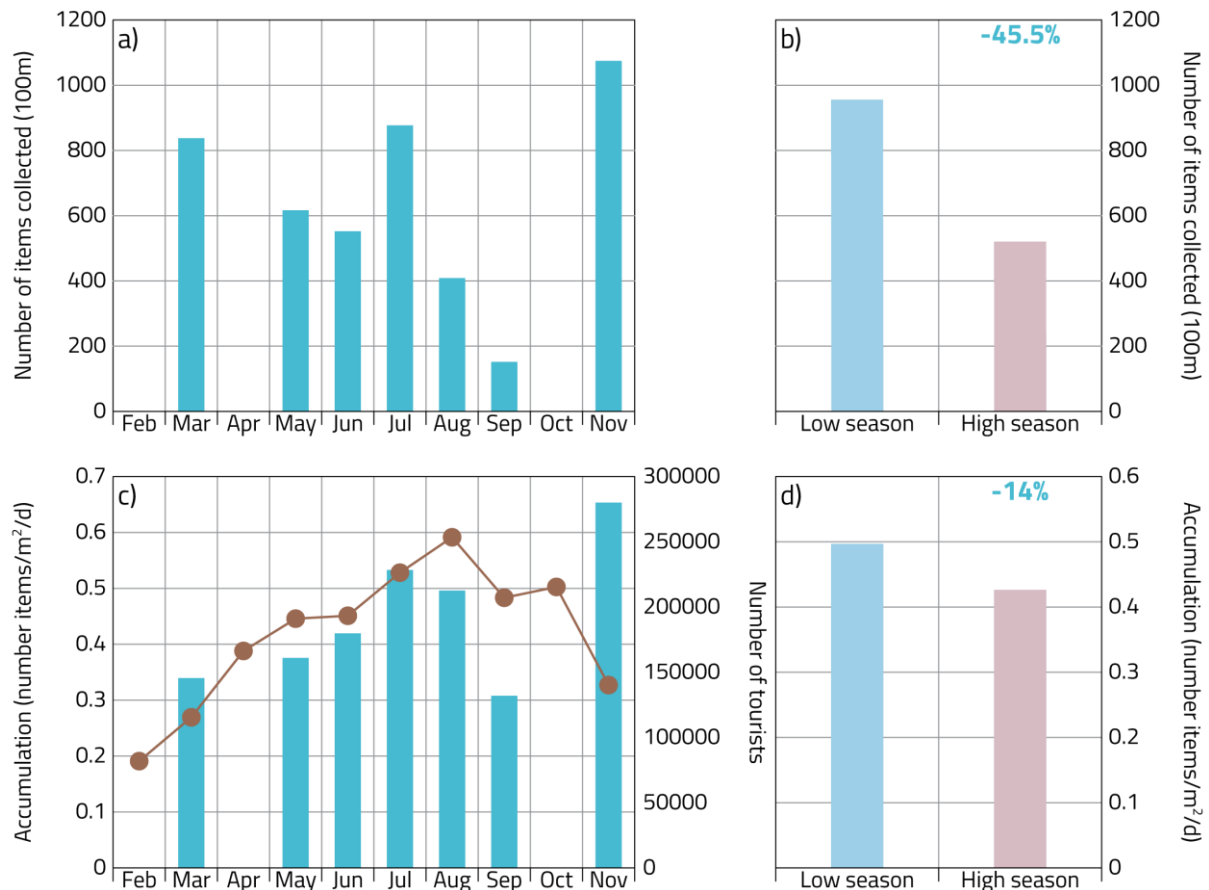 a)
Number of items collected (100m)
1200
1000
800
600
400
200
0
Feb Mar Apr May Jun Jul Aug Sep Oct Nov
b)
-45.5%
1200
1000
800
600
400
200
0
Number of items collected (100m)
Low season High season
c)
Accumulation (number items/m²/d)
0.7
0.6
0.5
0.4
0.3
0.2
0.1
0
300000
250000
200000
150000
100000
50000
0
Number of tourists
Feb Mar Apr May Jun Jul Aug Sep Oct Nov
d)
-14%
0.6
0.5
0.4
0.3
0.2
0.1
0
Accumulation (number items/m²/d)
Low season High season